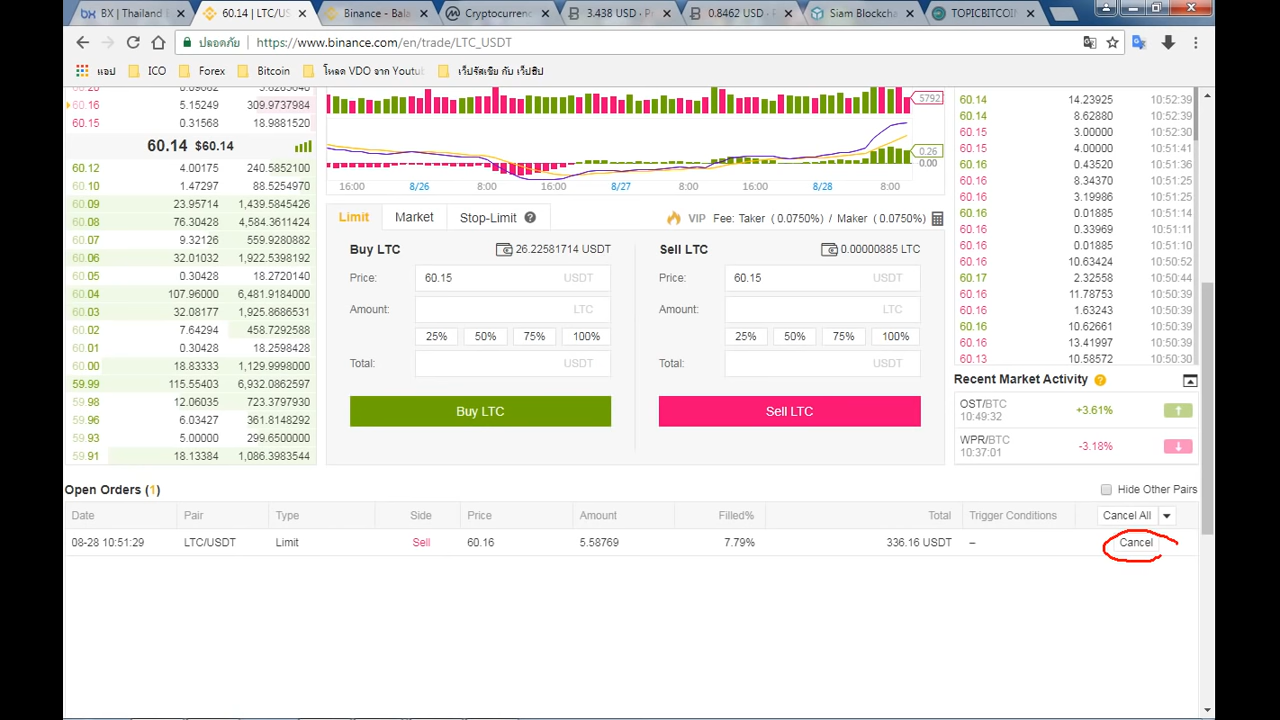 BX | Thailand
60.14 | LTC/US
Binance - Bala
Cryptocurrenc
3.438 USD - P
0.8462 USD - P
Siam Blockcha
TOPICBITCOIN
ปลอดภัย
https://www.binance.com/en/trade/LTC_USDT
แอป
ICO
Forex
Bitcoin
โหลด VDO จาก Youtu
เว็ปรัสเซีย กับ เว็ปฮิป
60.16 5.15249 309.9737984
60.15 0.31568 18.9881520
60.14 $60.14
60.12 4.00175 240.5852100
60.10 1.47297 88.5254970
60.09 23.95714 1,439.5845426
60.08 76.30428 4,584.3611424
60.07 9.32126 559.9280882
60.06 32.01032 1,922.5398192
60.05 0.30428 18.2720140
60.04 107.96000 6,481.9184000
60.03 32.08177 1,925.8686531
60.02 7.64294 458.7292588
60.01 0.30428 18.2598428
60.00 18.83333 1,129.9998000
59.99 115.55403 6,932.0862597
59.98 12.06035 723.3797930
59.96 6.03427 361.8148292
59.93 5.00000 299.6500000
59.91 18.13384 1,086.3983544
5792
0.26
0.00
16:00 8/26 8:00 16:00 8/27 8:00 16:00 8/28 8:00
Limit Market Stop-Limit ?
VIP Fee: Taker ( 0.0750%) / Maker ( 0.0750%)
Buy LTC 26.22581714 USDT
Price: 60.15 USDT
Amount: LTC
25% 50% 75% 100%
Total: USDT
Buy LTC
Sell LTC 0.00000885 LTC
Price: 60.15 USDT
Amount: LTC
25% 50% 75% 100%
Total: USDT
Sell LTC
60.14 14.23925 10:52:39
60.14 8.62880 10:52:39
60.15 3.00000 10:52:30
60.15 4.00000 10:51:41
60.16 0.43520 10:51:36
60.16 8.34370 10:51:25
60.16 3.19986 10:51:25
60.16 0.01885 10:51:14
60.16 0.33969 10:51:11
60.16 0.01885 10:51:11
60.16 10.63424 10:50:52
60.17 2.32558 10:50:44
60.16 11.78753 10:50:39
60.16 1.63243 10:50:39
60.16 10.62661 10:50:39
60.16 13.41997 10:50:39
60.13 10.58572 10:50:30
Recent Market Activity ?
OST/BTC +3.61%
10:49:32
WPR/BTC -3.18%
10:37:01
Open Orders (1)
Hide Other Pairs
Date Pair Type Side Price Amount Filled% Total Trigger Conditions Cancel All
08-28 10:51:29 LTC/USDT Limit Sell 60.16 5.58769 7.79% 336.16 USDT – Cancel